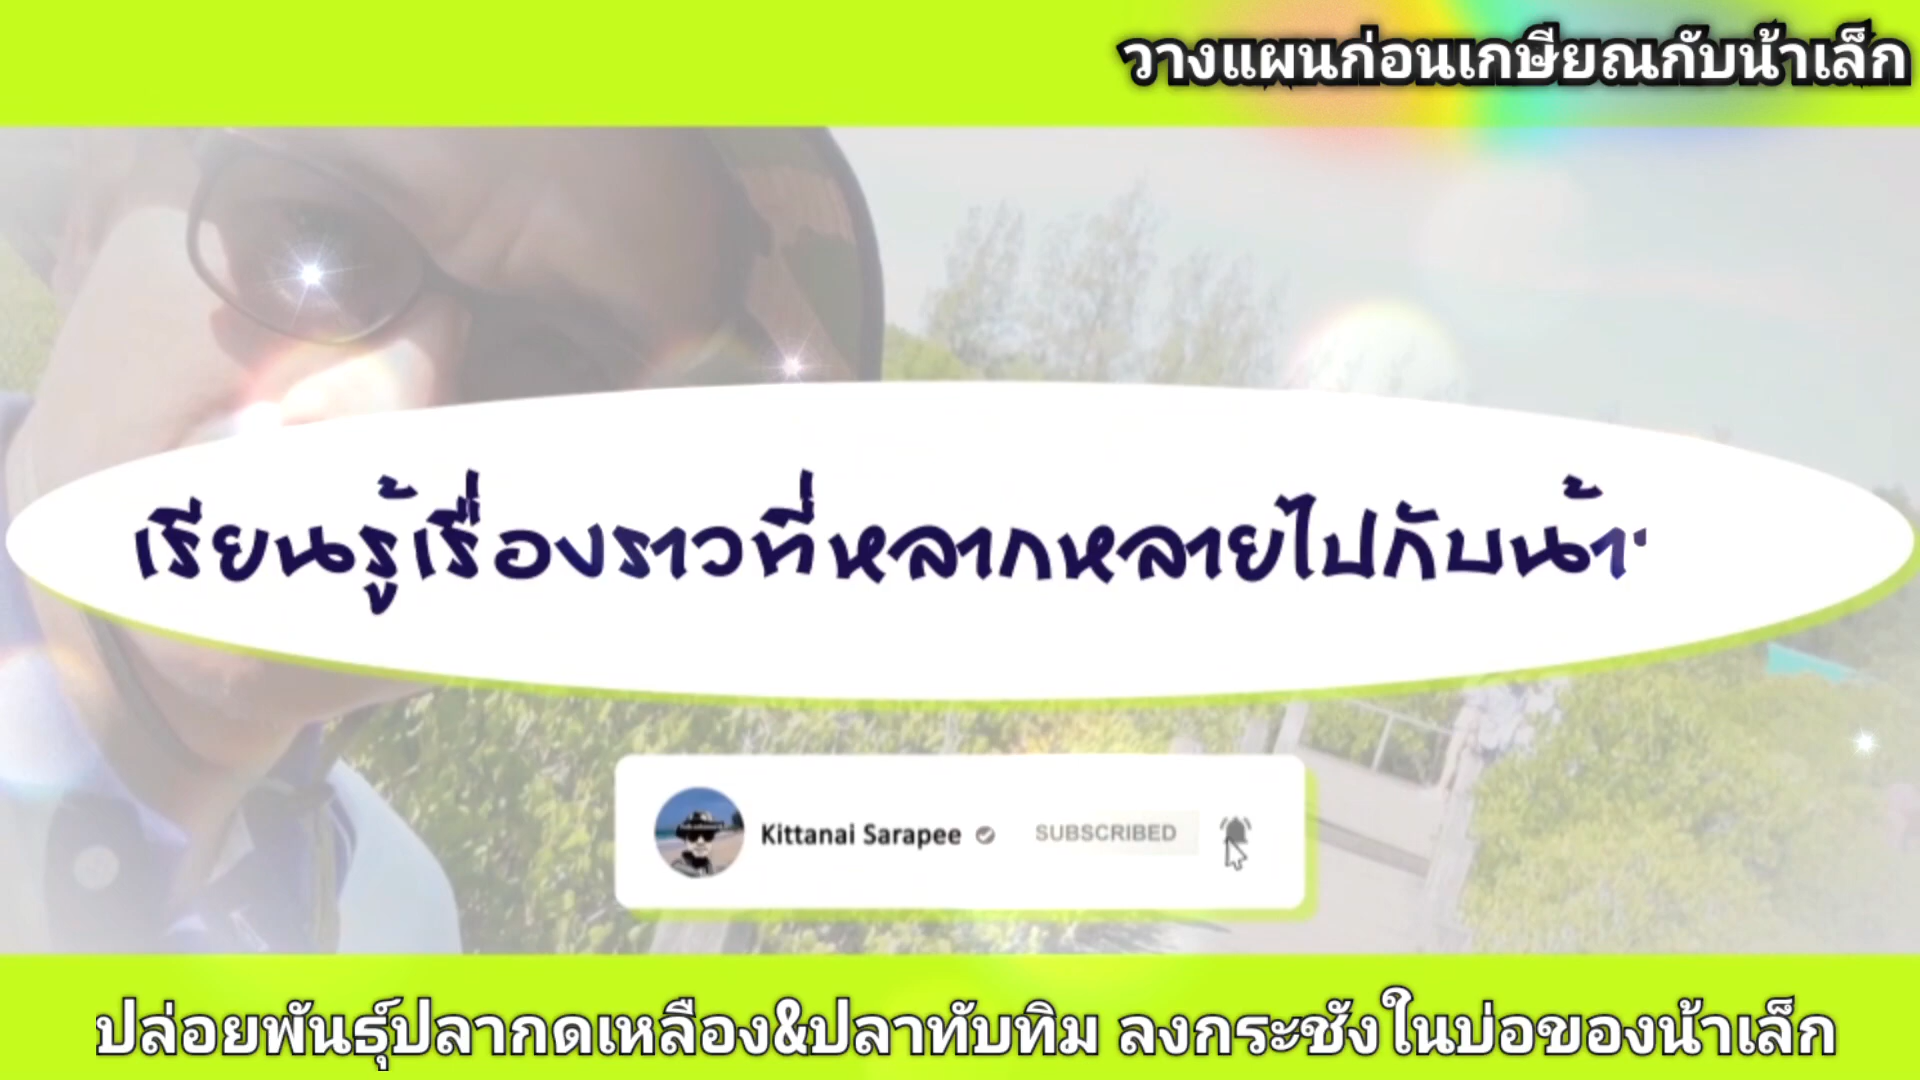 วางแผนก่อนเกษียณกับน้าเล็ก
เรียนรู้เรื่องราวที่หลากหลายไปกับน้า
Kittanai Sarapee
SUBSCRIBED
ปล่อยพันธุ์ปลากดเหลือง&ปลาทับทิม ลงกระชังในบ่อของน้าเล็ก